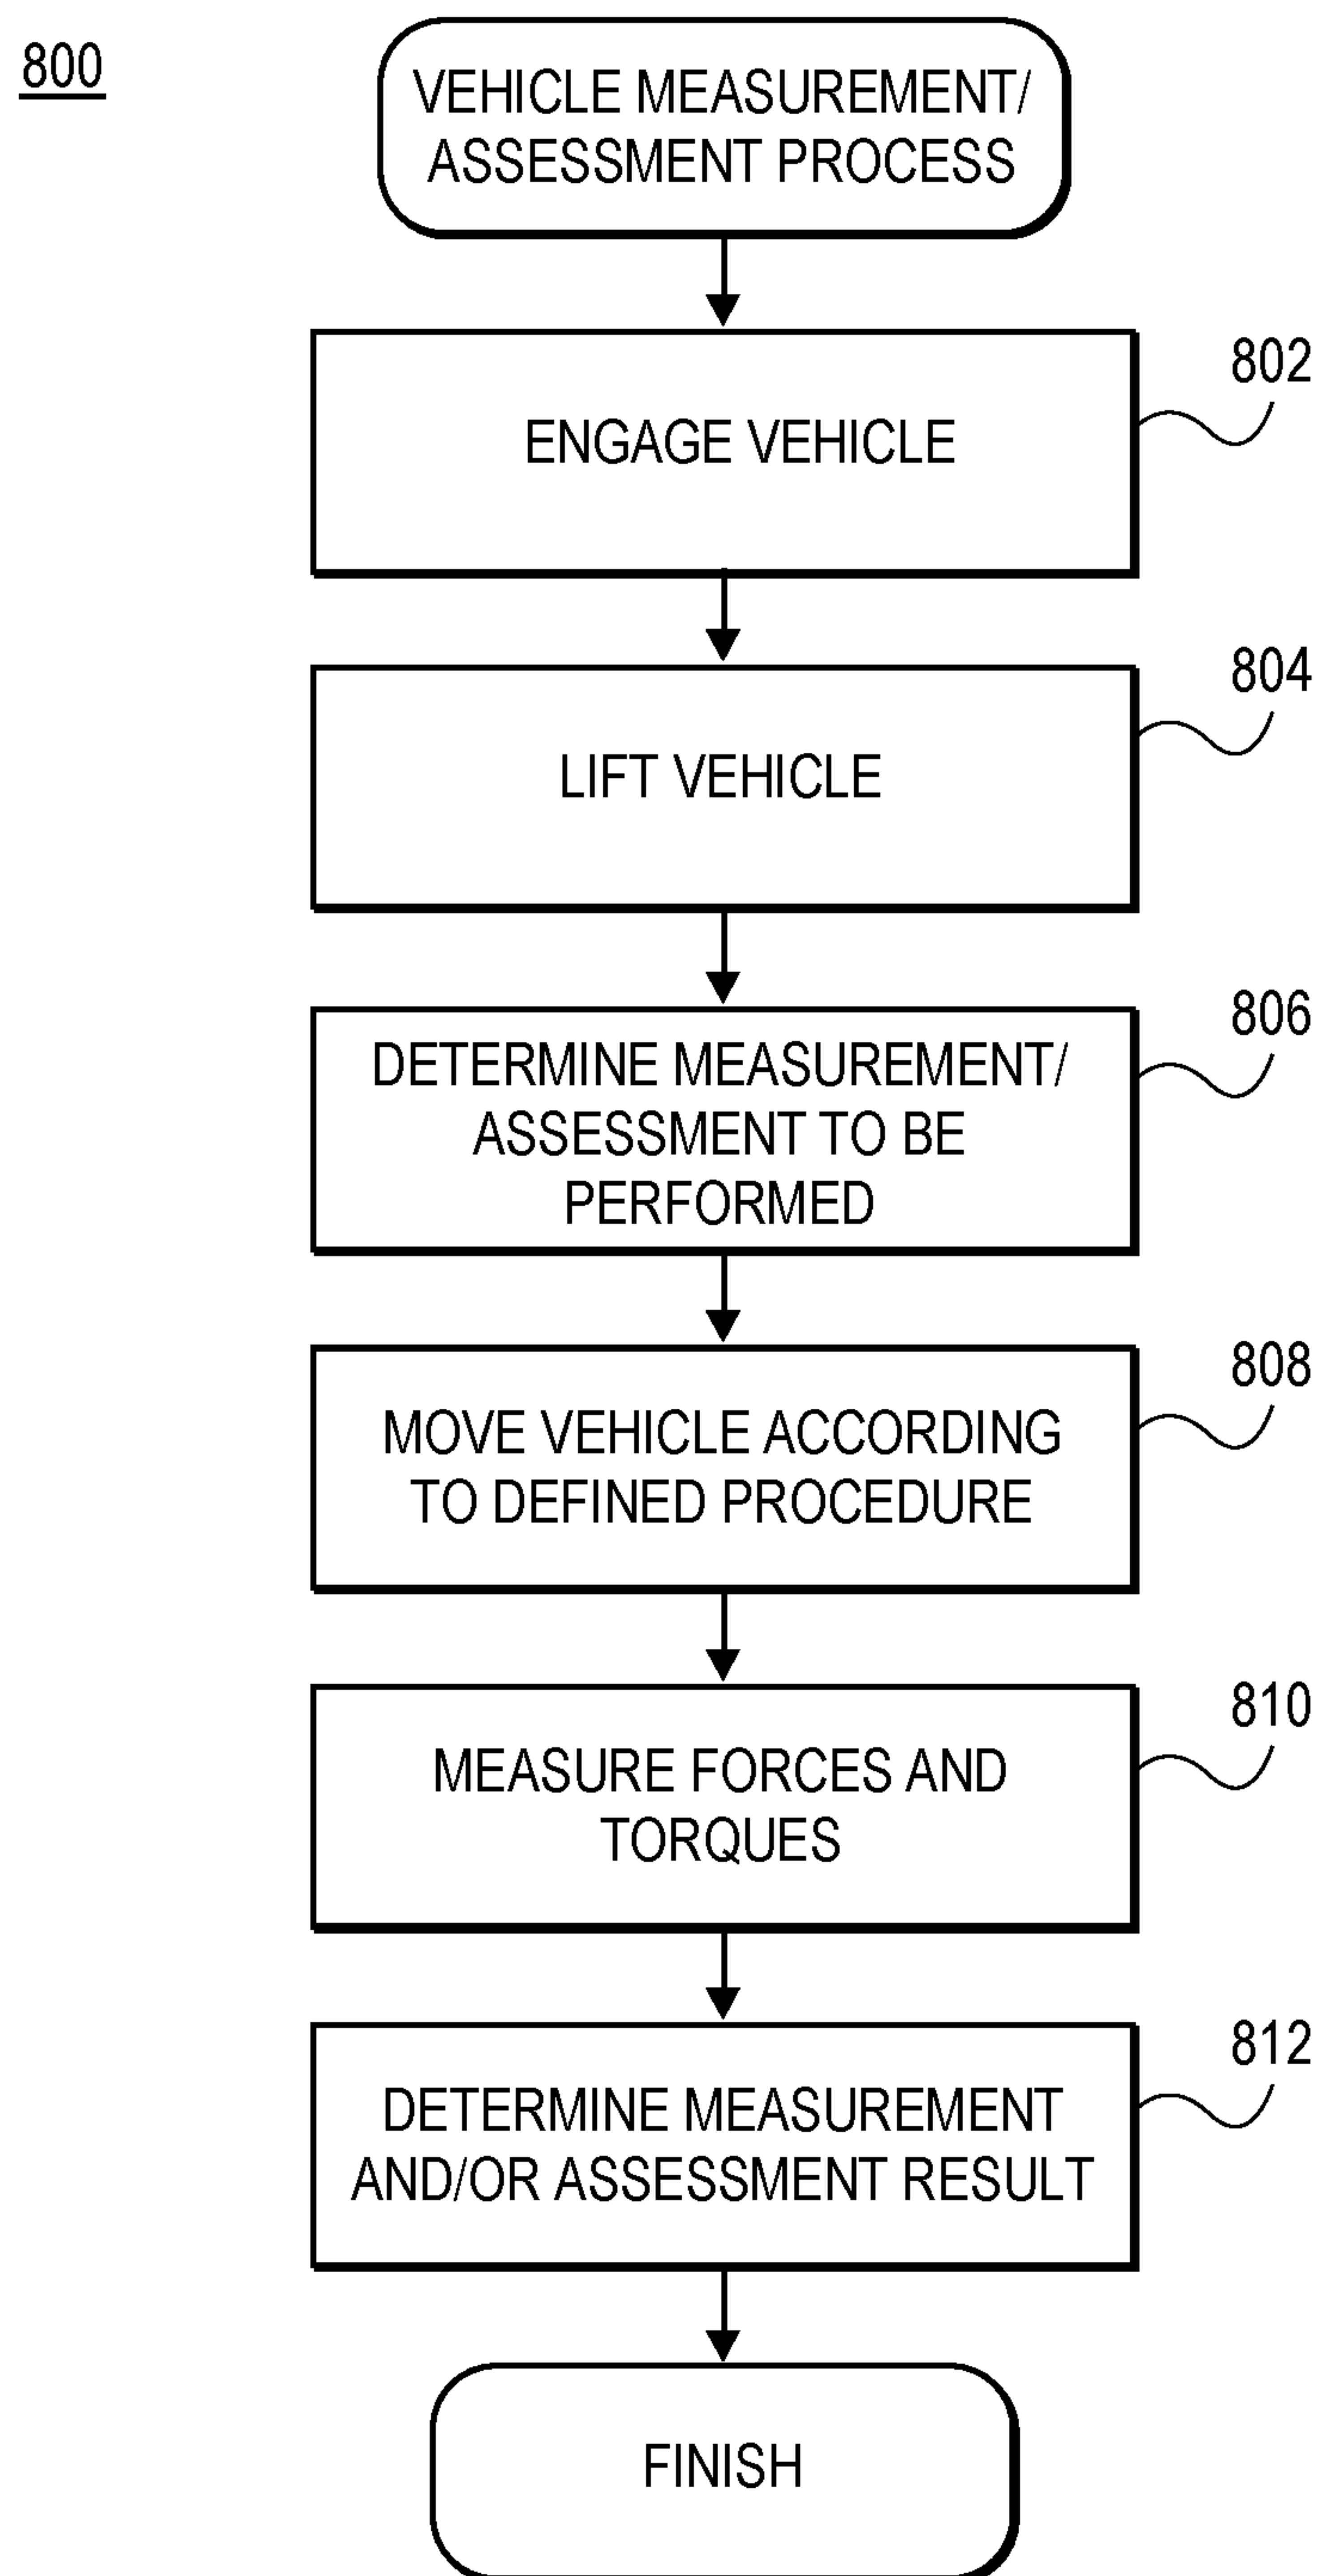 800
VEHICLE MEASUREMENT/
ASSESSMENT PROCESS
802
ENGAGE VEHICLE
804
LIFT VEHICLE
806
DETERMINE MEASUREMENT/
ASSESSMENT TO BE
PERFORMED
808
MOVE VEHICLE ACCORDING
TO DEFINED PROCEDURE
810
MEASURE FORCES AND
TORQUES
812
DETERMINE MEASUREMENT
AND/OR ASSESSMENT RESULT
FINISH